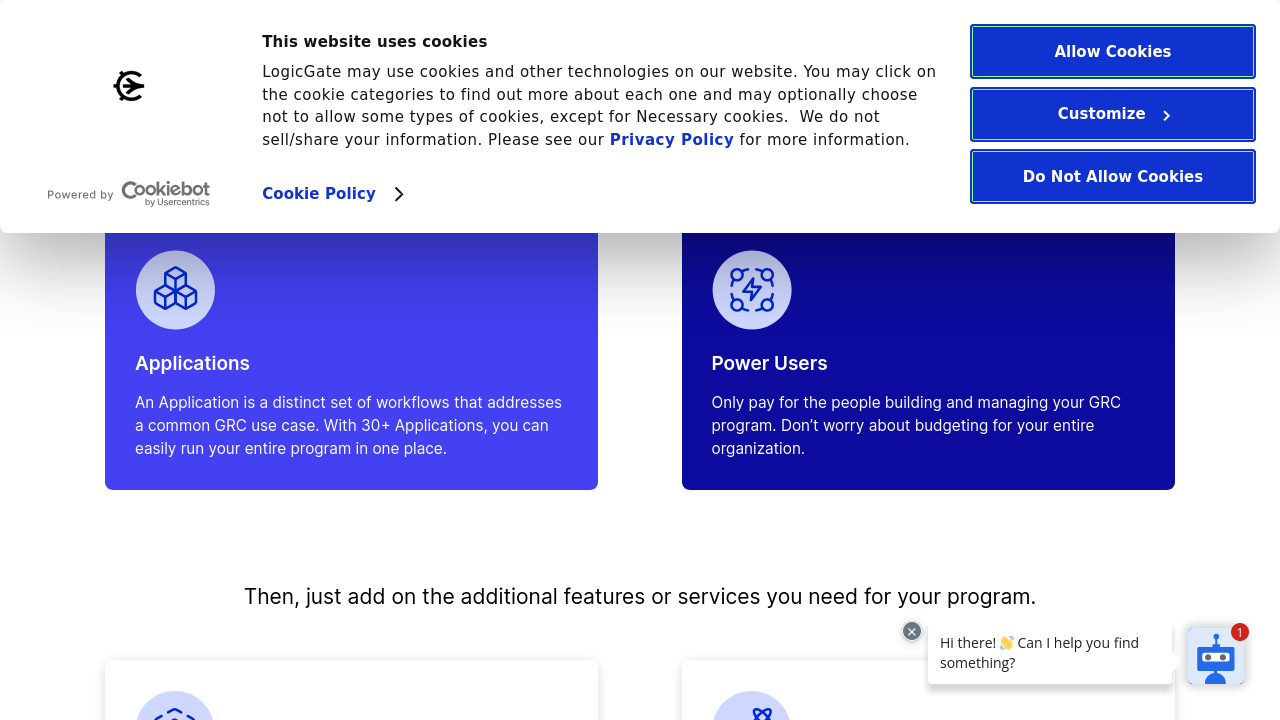 This website uses cookies
LogicGate may use cookies and other technologies on our website. You may click on
the cookie categories to find out more about each one and may optionally choose
not to allow some types of cookies, except for Necessary cookies.  We do not
sell/share your information. Please see our Privacy Policy for more information.
Cookie Policy
Powered by Cookiebot
by Usercentrics
Allow Cookies
Customize
Do Not Allow Cookies
Applications
An Application is a distinct set of workflows that addresses
a common GRC use case. With 30+ Applications, you can
easily run your entire program in one place.
Power Users
Only pay for the people building and managing your GRC
program. Don’t worry about budgeting for your entire
organization.
Then, just add on the additional features or services you need for your program.
Hi there! 👋 Can I help you find
something?
1